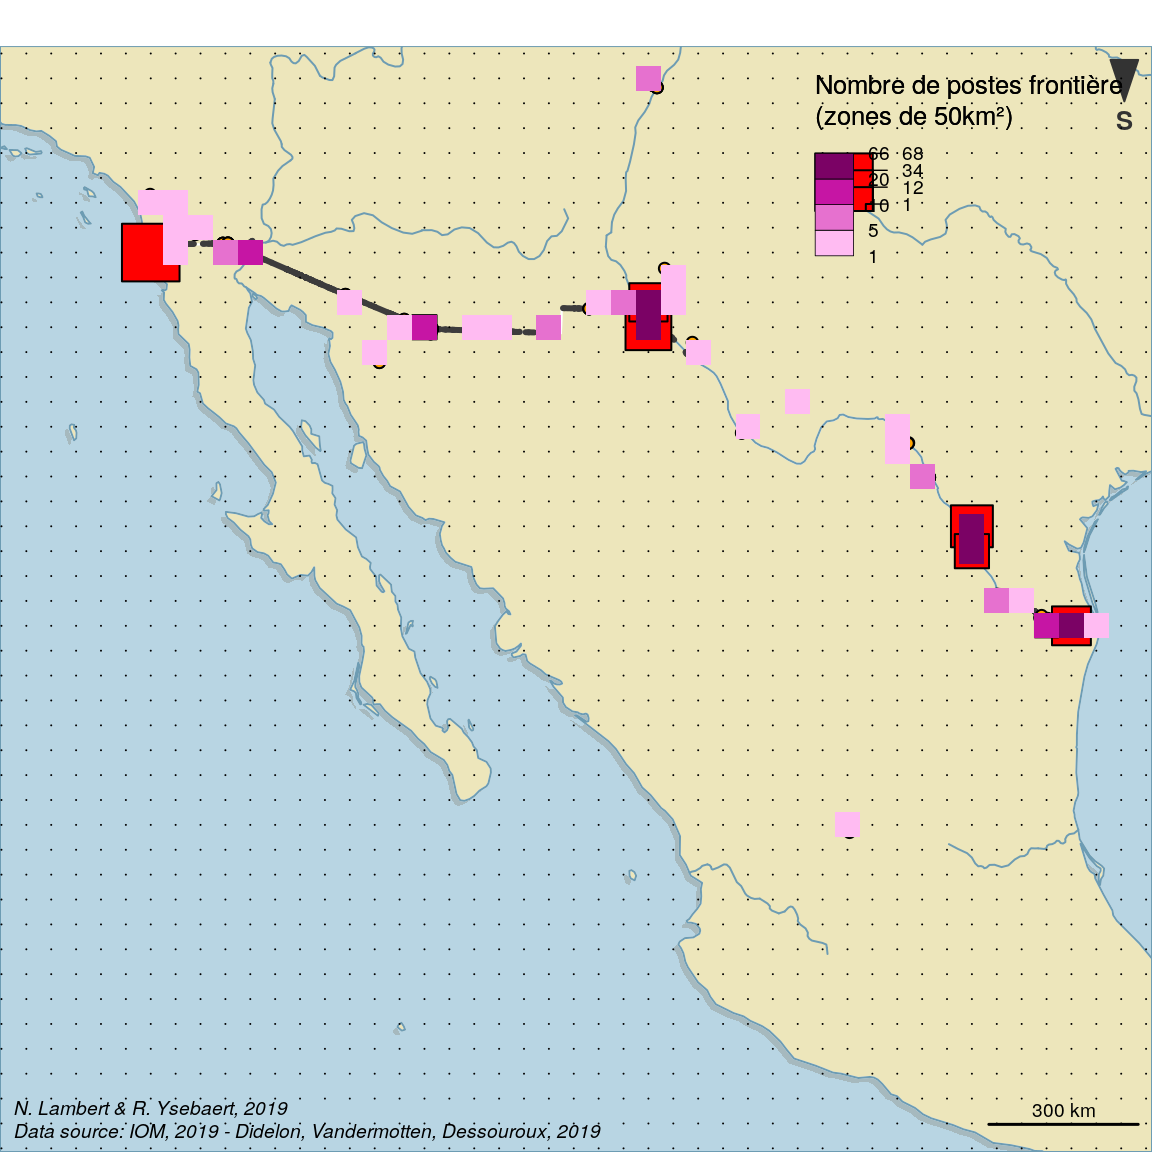 Nombre de postes frontière
(zones de 50km²)
S
66 68
34
20 12
10 1
5
1
N. Lambert & R. Ysebaert, 2019
Data source: IOM, 2019 - Didelon, Vandermotten, Dessouroux, 2019
300 km